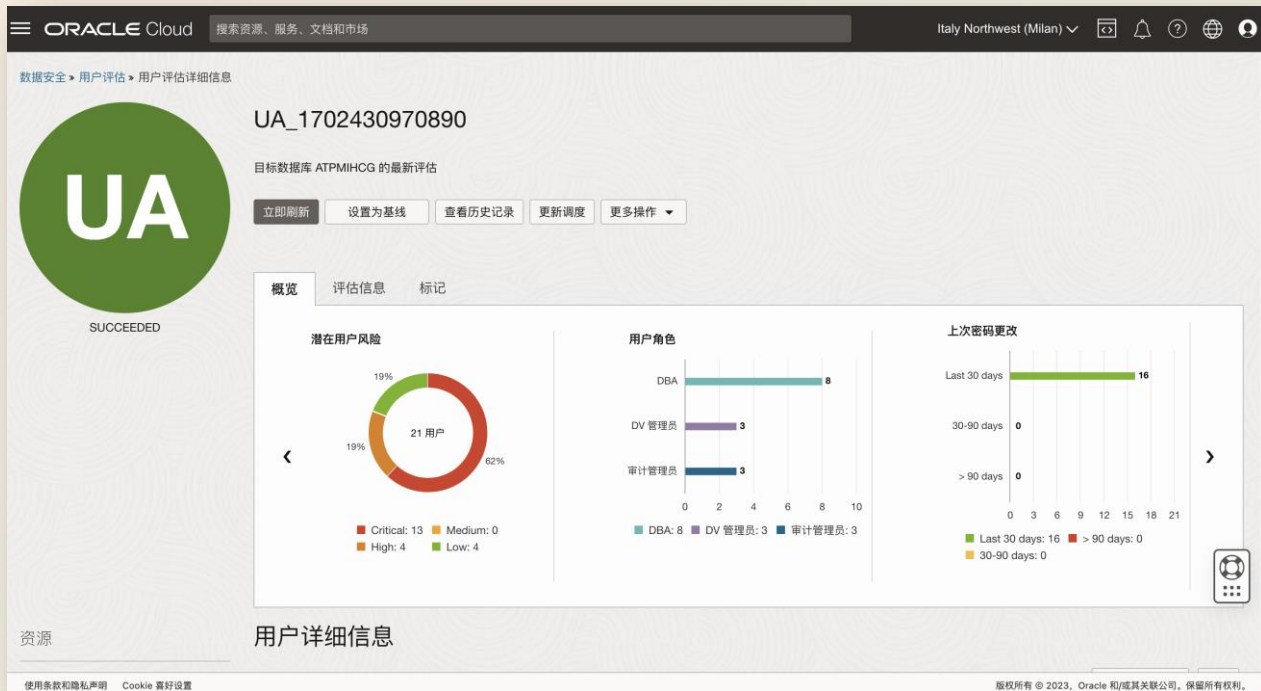 ORACLE Cloud
搜索资源、服务、文档和市场
Italy Northwest (Milan)
数据安全 » 用户评估 » 用户评估详细信息
UA
SUCCEEDED
UA_1702430970890
目标数据库 ATPMIHCG 的最新评估
立即刷新 设置为基线 查看历史记录 更新调度 更多操作
概览 评估信息 标记
潜在用户风险
19%
21 用户
19%
62%
Critical: 13 Medium: 0
High: 4 Low: 4
用户角色
DBA 8
DV 管理员 3
审计管理员 3
0 2 4 6 8 10
DBA: 8 DV 管理员: 3 审计管理员: 3
上次密码更改
Last 30 days 16
30-90 days 0
> 90 days 0
0 3 6 9 12 15 18 21
Last 30 days: 16 > 90 days: 0
30-90 days: 0
资源
用户详细信息
使用条款和隐私声明 Cookie 喜好设置
版权所有 © 2023，Oracle 和/或其关联公司。保留所有权利。